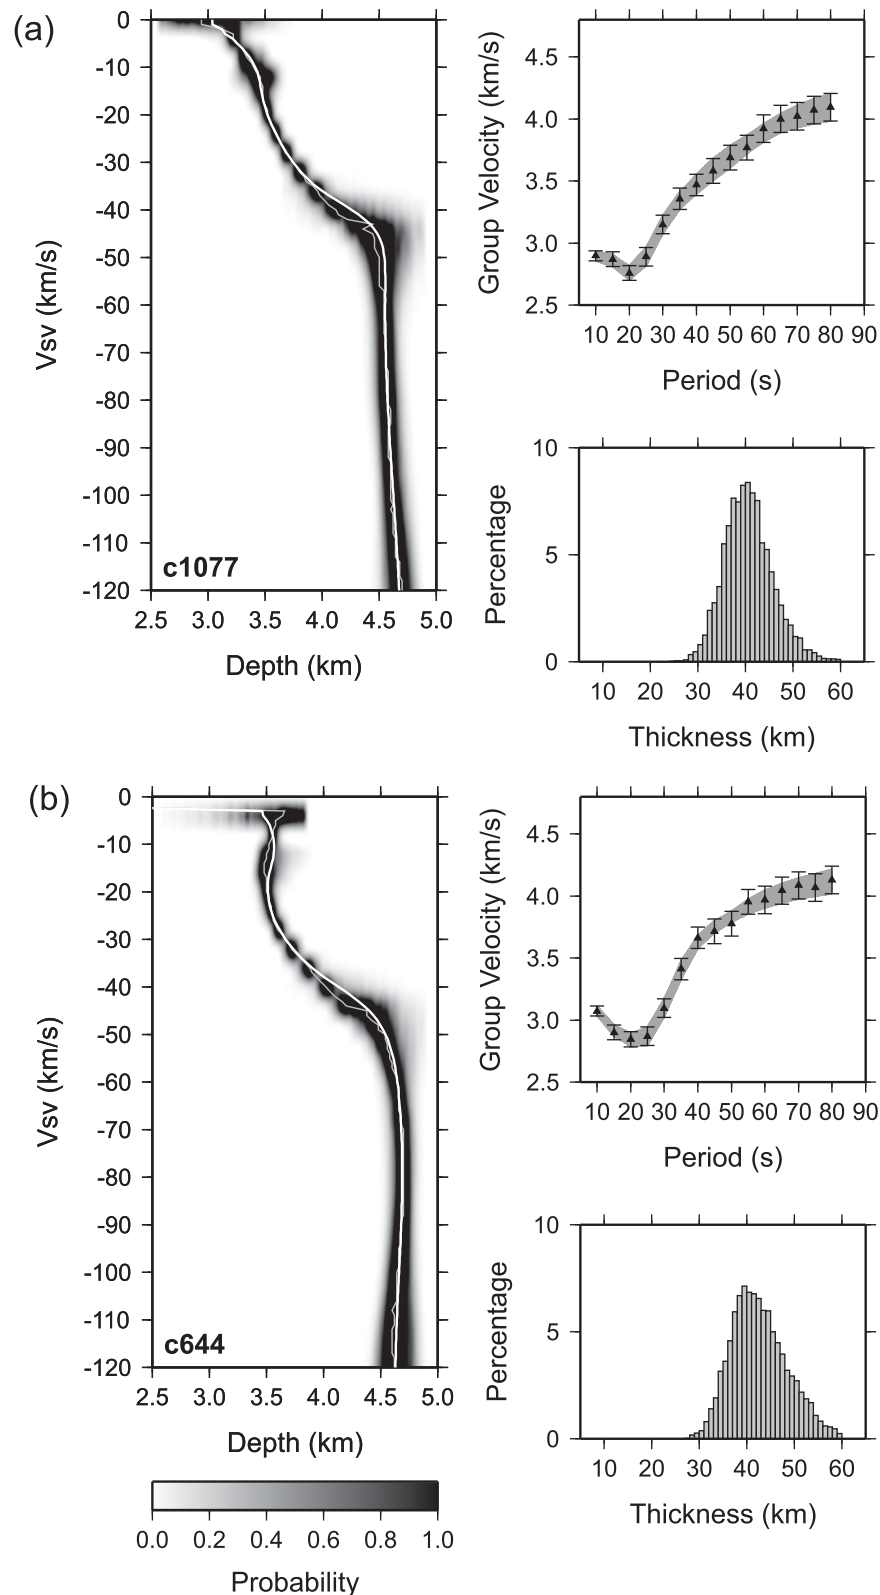 (a)
0
-10
-20
-30
-40
-50
-60
-70
-80
-90
-100
-110
-120
Vsv (km/s)
c1077
2.5 3.0 3.5 4.0 4.5 5.0
Depth (km)
4.5
4.0
3.5
3.0
2.5
Group Velocity (km/s)
10 20 30 40 50 60 70 80 90
Period (s)
10
5
0
Percentage
10 20 30 40 50 60
Thickness (km)
(b)
0
-10
-20
-30
-40
-50
-60
-70
-80
-90
-100
-110
-120
Vsv (km/s)
c644
2.5 3.0 3.5 4.0 4.5 5.0
Depth (km)
4.5
4.0
3.5
3.0
2.5
Group Velocity (km/s)
10 20 30 40 50 60 70 80 90
Period (s)
10
5
0
Percentage
10 20 30 40 50 60
Thickness (km)
0.0 0.2 0.4 0.6 0.8 1.0
Probability